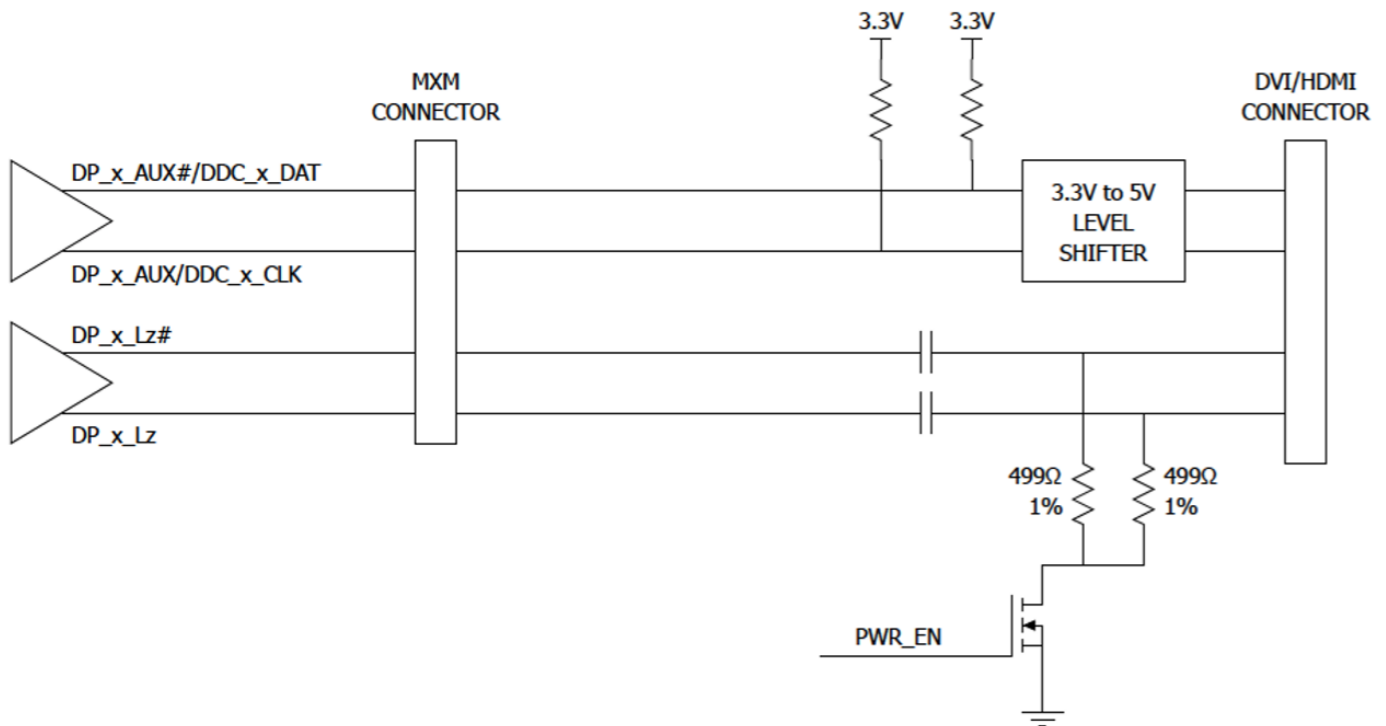 3.3V
3.3V
MXM
CONNECTOR
DVI/HDMI
CONNECTOR
DP_x_AUX#/DDC_x_DAT
3.3V to 5V
LEVEL
SHIFTER
DP_x_AUX/DDC_x_CLK
DP_x_Lz#
DP_x_Lz
499Ω
1%
499Ω
1%
PWR_EN